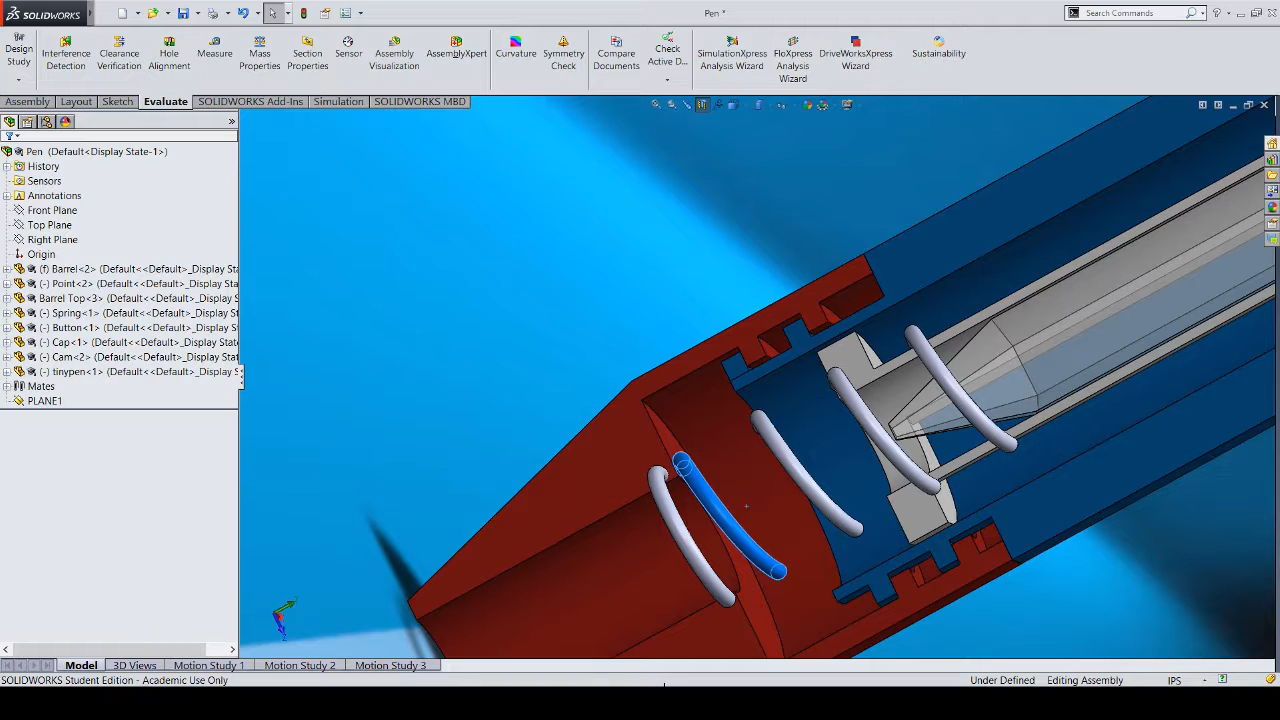 SOLIDWORKS
Pen *
Search Commands
Design Study
Interference Detection
Clearance Verification
Hole Alignment
Measure
Mass Properties
Section Properties
Sensor
Assembly Visualization
AssemblyXpert
Curvature
Symmetry Check
Compare Documents
Check Active D...
SimulationXpress Analysis Wizard
FloXpress Analysis Wizard
DriveWorksXpress Wizard
Sustainability
Assembly Layout Sketch Evaluate SOLIDWORKS Add-Ins Simulation SOLIDWORKS MBD
Pen (Default<Display State-1>)
History
Sensors
Annotations
Front Plane
Top Plane
Right Plane
Origin
(f) Barrel<2> (Default<<Default>_Display Sta
(-) Point<2> (Default<<Default>_Display Sta
Barrel Top<3> (Default<<Default>_Display S
(-) Spring<1> (Default<<Default>_Display St
(-) Button<1> (Default<<Default>_Display St
(-) Cap<1> (Default<<Default>_Display State
(-) Cam<2> (Default<<Default>_Display State
(-) tinypen<1> (Default<<Default>_Display S
Mates
PLANE1
Model 3D Views Motion Study 1 Motion Study 2 Motion Study 3
SOLIDWORKS Student Edition - Academic Use Only Under Defined Editing Assembly IPS -